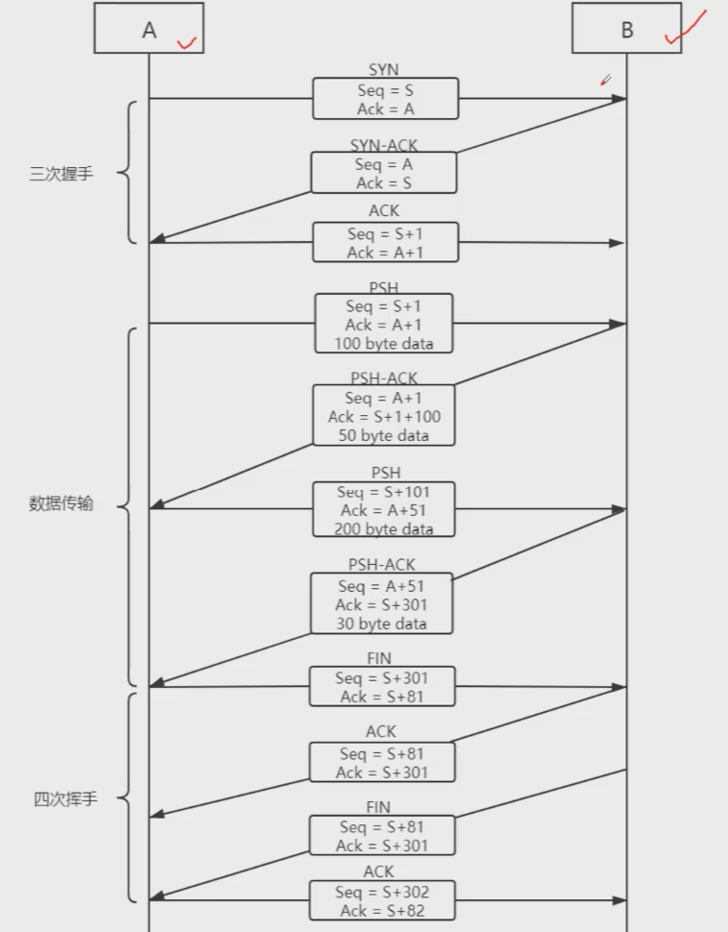 A
B
SYN
Seq = S
Ack = A
SYN-ACK
Seq = A
Ack = S
三次握手
ACK
Seq = S+1
Ack = A+1
PSH
Seq = S+1
Ack = A+1
100 byte data
PSH-ACK
Seq = A+1
Ack = S+1+100
50 byte data
数据传输
PSH
Seq = S+101
Ack = A+51
200 byte data
PSH-ACK
Seq = A+51
Ack = S+301
30 byte data
FIN
Seq = S+301
Ack = S+81
ACK
Seq = S+81
Ack = S+301
四次挥手
FIN
Seq = S+81
Ack = S+301
ACK
Seq = S+302
Ack = S+82